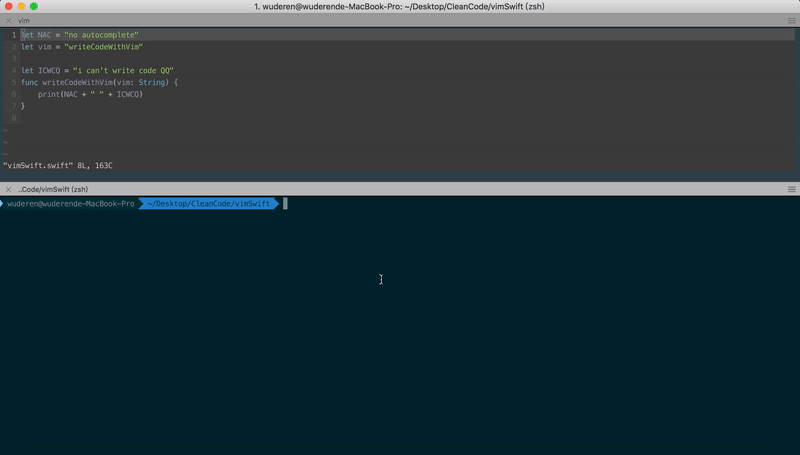 1. wuderen@wuderende-MacBook-Pro: ~/Desktop/CleanCode/vimSwift (zsh)
vim
1 let NAC = "no autocomplete"
2 let vim = "writeCodeWithVim"
3
4 let ICWCQ = "i can't write code QQ"
5 func writeCodeWithVim(vim: String) {
6     print(NAC + " " + ICWCQ)
7 }
8
~
~
~
"vimSwift.swift" 8L, 163C
..Code/vimSwift (zsh)
wuderen@wuderende-MacBook-Pro ~/Desktop/CleanCode/vimSwift